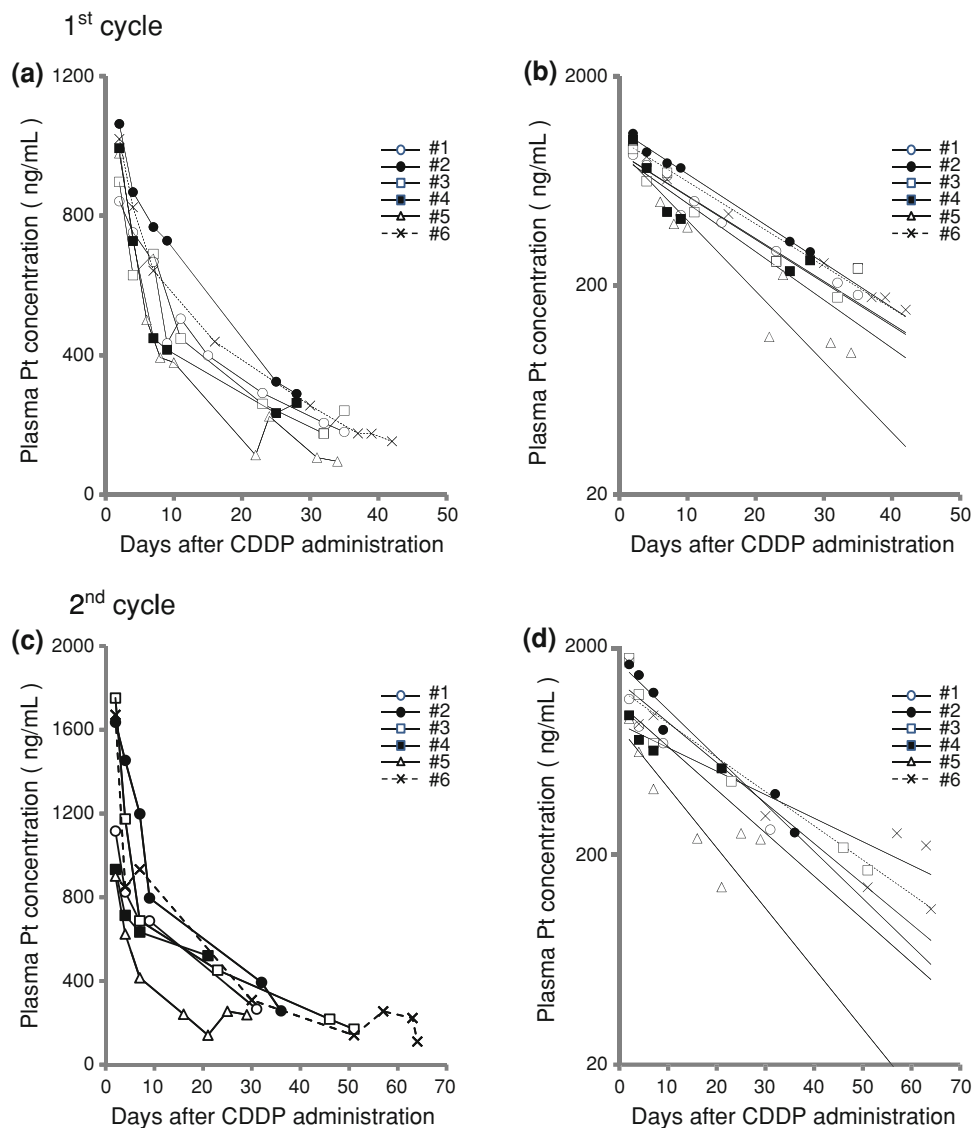 1st cycle
(a)
Plasma Pt concentration ( ng/mL )
1200
800
400
0
0 10 20 30 40 50
Days after CDDP administration
#1
#2
#3
#4
#5
#6
(b)
Plasma Pt concentration ( ng/mL )
2000
200
20
0 10 20 30 40 50
Days after CDDP administration
#1
#2
#3
#4
#5
#6
2nd cycle
(c)
Plasma Pt concentration ( ng/mL )
2000
1600
1200
800
400
0
0 10 20 30 40 50 60 70
Days after CDDP administration
#1
#2
#3
#4
#5
#6
(d)
Plasma Pt concentration ( ng/mL )
2000
200
20
0 10 20 30 40 50 60 70
Days after CDDP administration
#1
#2
#3
#4
#5
#6